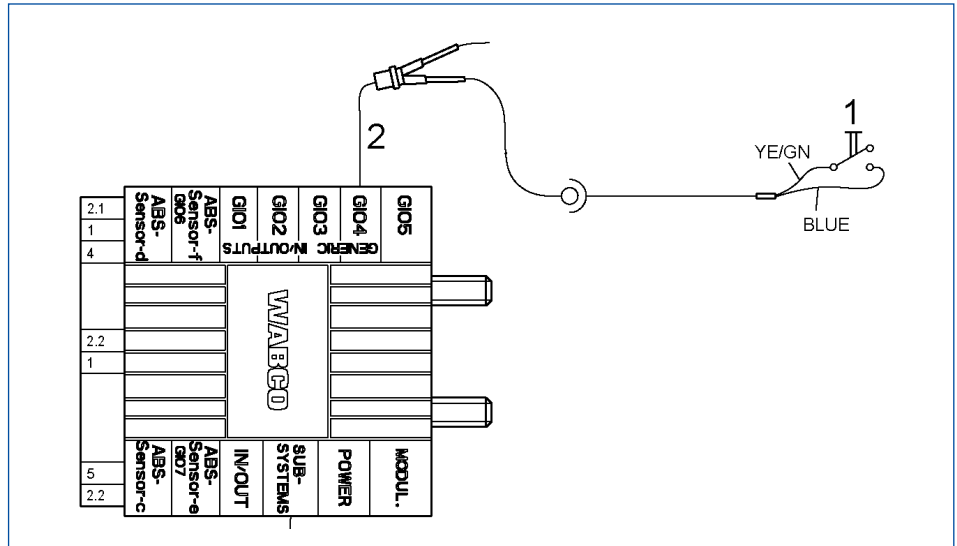 1
2
YE/GN
BLUE
2.1
1
4
2.2
1
5
2.2
ABS-
Sensor-d
ABS-
Sensor-f
GIO6
GIO1
GIO2
GIO3
GIO4
GIO5
GENERIC IN/OUTPUTS
WABCO
ABS-
Sensor-c
ABS-
Sensor-e
GIO7
IN/OUT
SUB-
SYSTEMS
POWER
MODUL.